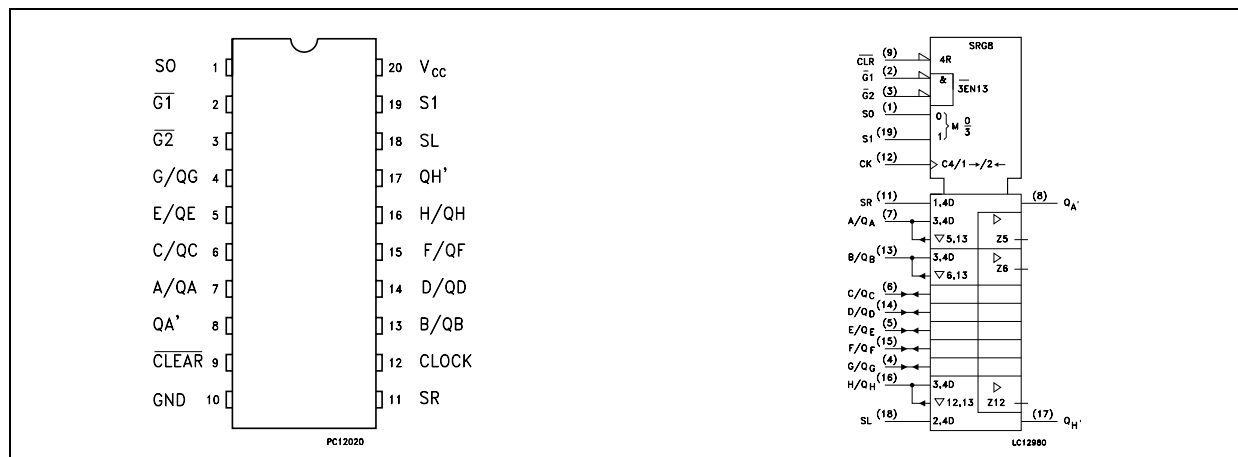 S0 1
G1 2
G2 3
G/QG 4
E/QE 5
C/QC 6
A/QA 7
QA' 8
CLEAR 9
GND 10
20 VCC
19 S1
18 SL
17 QH'
16 H/QH
15 F/QF
14 D/QD
13 B/QB
12 CLOCK
11 SR
PC12020
SRG8
CLR (9) 4R
G1 (2) &
G2 (3) 3EN13
S0 (1) 0
S1 (19) 1
M 0/3
CK (12) C4/1→/2←
SR (11) 1,4D (8) QA'
A/QA (7) 3,4D ▷
▽5,13 Z5
B/QB (13) 3,4D ▷
▽6,13 Z6
C/QC (6)
D/QD (14)
E/QE (5)
F/QF (15)
G/QG (4)
H/QH (16) 3,4D ▷
▽12,13 Z12
SL (18) 2,4D (17) QH'
LC12980